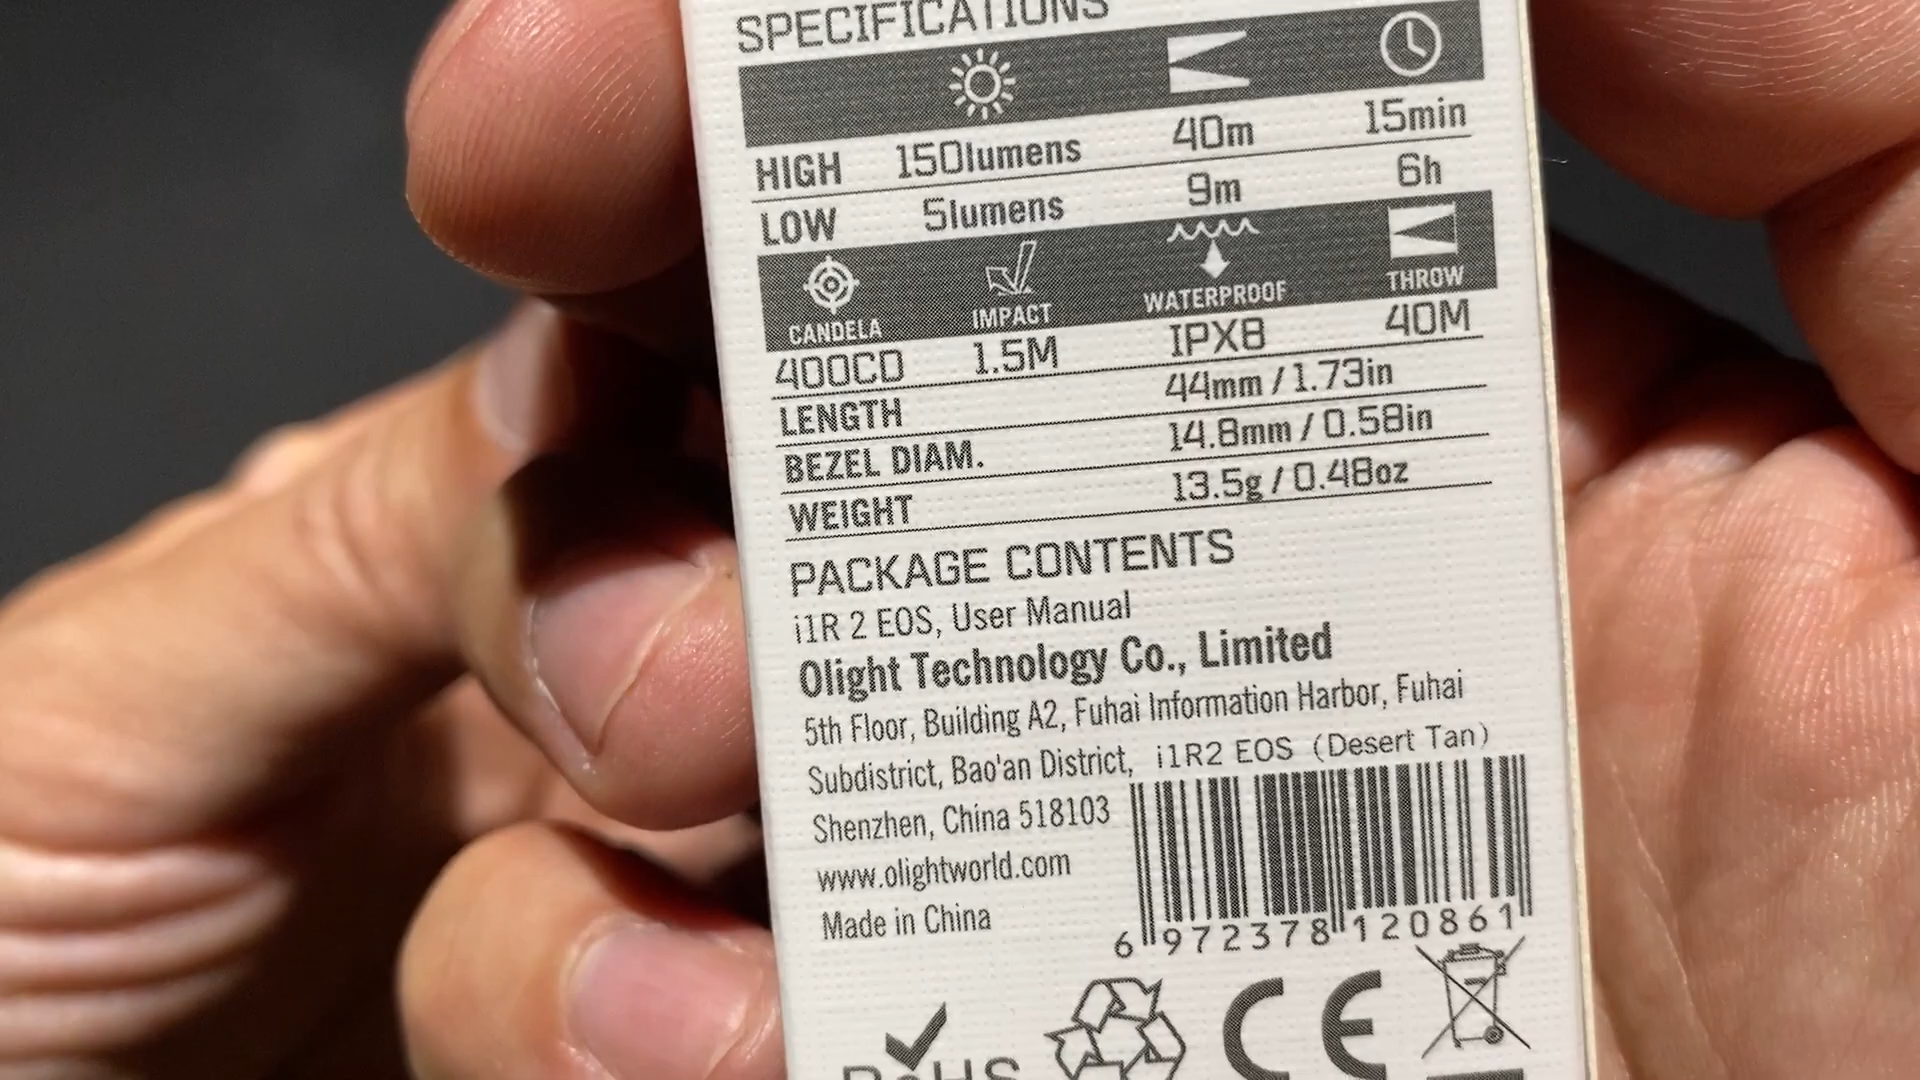 SPECIFICATIONS
HIGH 150lumens 40m 15min
LOW 5lumens 9m 6h
CANDELA IMPACT WATERPROOF THROW
400CD 1.5M IPX8 40M
LENGTH 44mm / 1.73in
BEZEL DIAM. 14.8mm / 0.58in
WEIGHT 13.5g / 0.48oz
PACKAGE CONTENTS
i1R 2 EOS, User Manual
Olight Technology Co., Limited
5th Floor, Building A2, Fuhai Information Harbor, Fuhai
Subdistrict, Bao'an District,
Shenzhen, China 518103
www.olightworld.com
Made in China
i1R2 EOS (Desert Tan)
6 972378 120861
RoHS CE